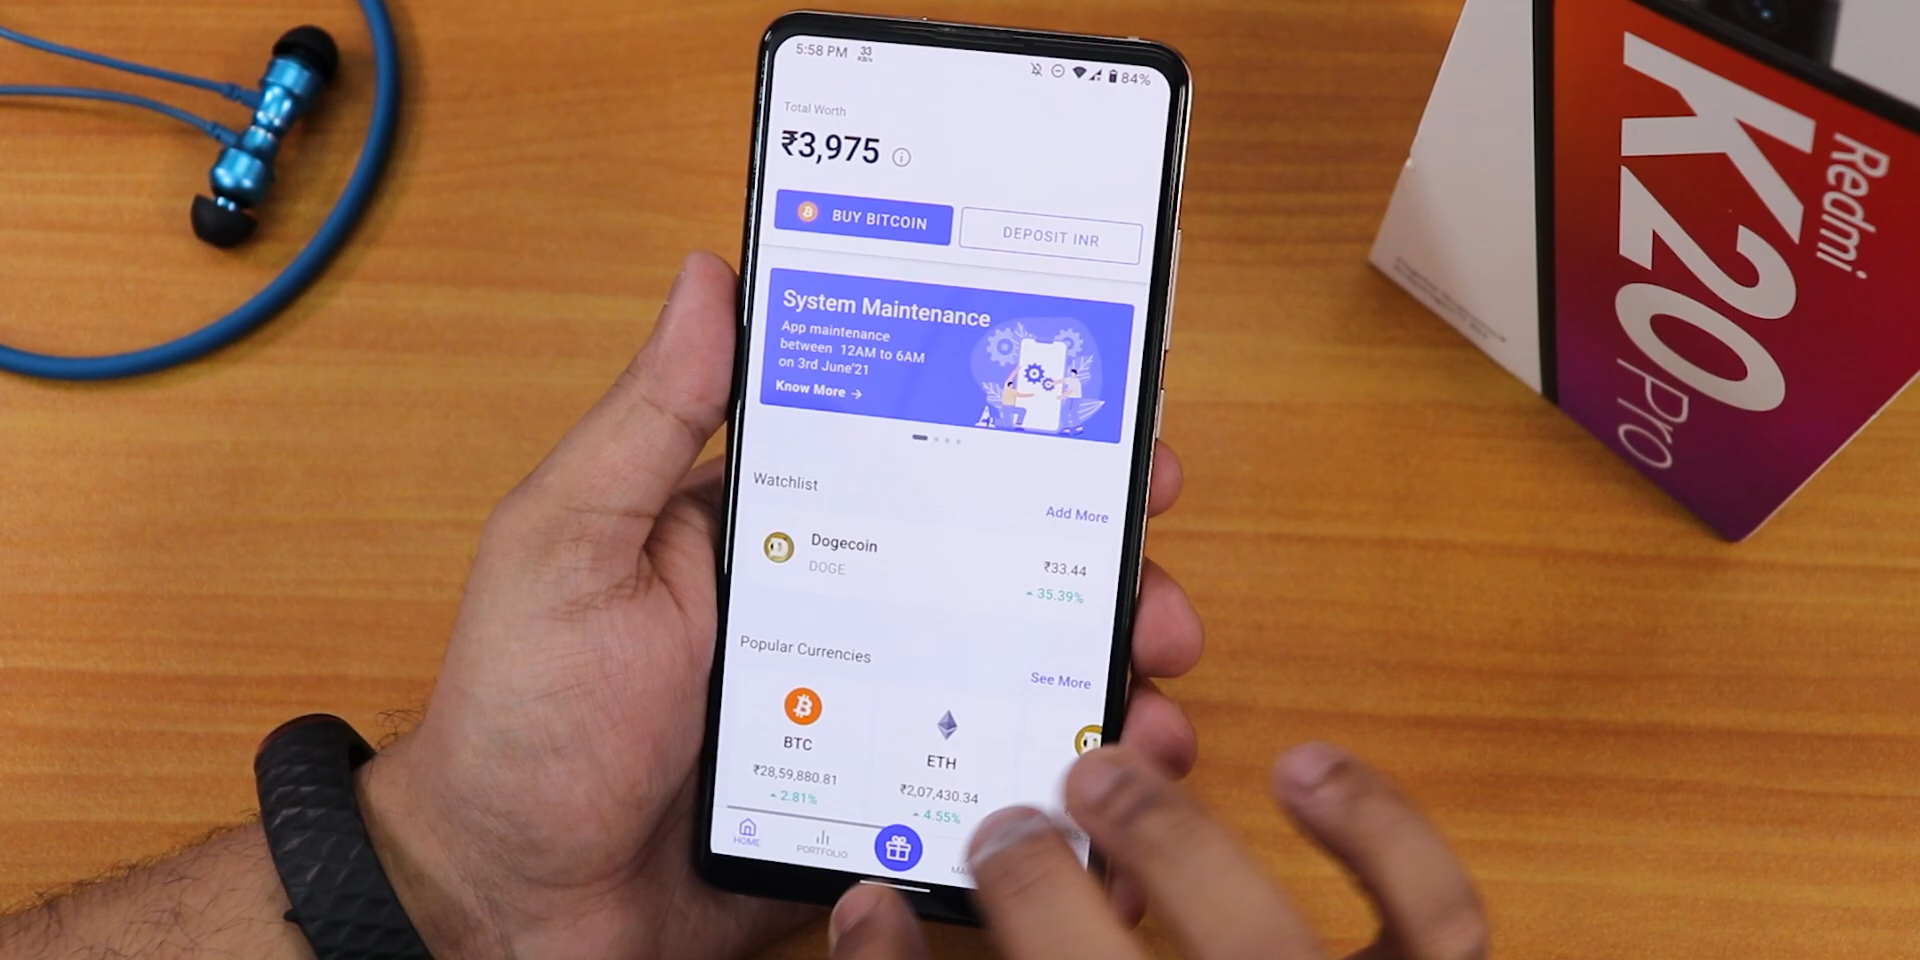 5:58 PM
33
KB/s
84%
Total Worth
₹3,975
BUY BITCOIN
DEPOSIT INR
System Maintenance
App maintenance
between 12AM to 6AM
on 3rd June'21
Know More →
Watchlist
Add More
Dogecoin
DOGE
₹33.44
35.39%
Popular Currencies
See More
BTC
₹28,59,880.81
2.81%
ETH
₹2,07,430.34
4.55%
HOME
PORTFOLIO
Redmi
K20 Pro